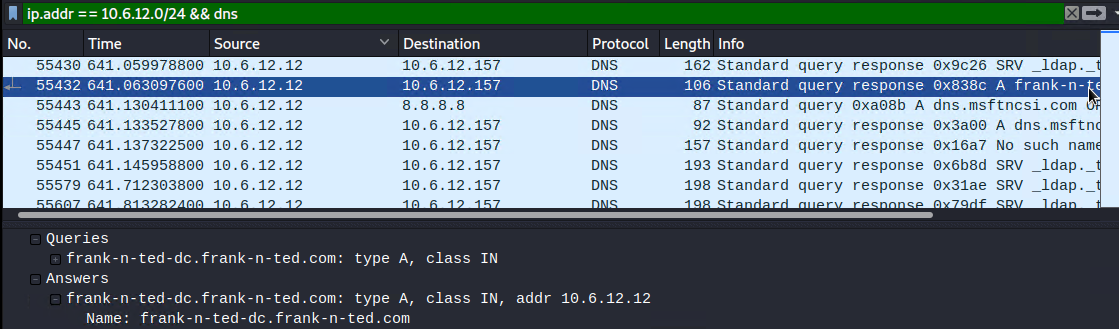 ip.addr == 10.6.12.0/24 && dns
No. Time Source Destination Protocol Length Info
55430 641.059978800 10.6.12.12 10.6.12.157 DNS 162 Standard query response 0x9c26 SRV _ldap._t
55432 641.063097600 10.6.12.12 10.6.12.157 DNS 106 Standard query response 0x838c A frank-n-te
55443 641.130411100 10.6.12.12 8.8.8.8 DNS 87 Standard query 0xa08b A dns.msftncsi.com
55445 641.133527800 10.6.12.12 10.6.12.157 DNS 92 Standard query response 0x3a00 A dns.msftnc
55447 641.137322500 10.6.12.12 10.6.12.157 DNS 157 Standard query response 0x16a7 No such name
55451 641.145958800 10.6.12.12 10.6.12.157 DNS 193 Standard query response 0x6b8d SRV _ldap._t
55579 641.712303800 10.6.12.12 10.6.12.157 DNS 198 Standard query response 0x31ae SRV _ldap._t
55607 641.813282400 10.6.12.12 10.6.12.157 DNS 198 Standard query response 0x79df SRV _ldap._t
Queries
frank-n-ted-dc.frank-n-ted.com: type A, class IN
Answers
frank-n-ted-dc.frank-n-ted.com: type A, class IN, addr 10.6.12.12
Name: frank-n-ted-dc.frank-n-ted.com